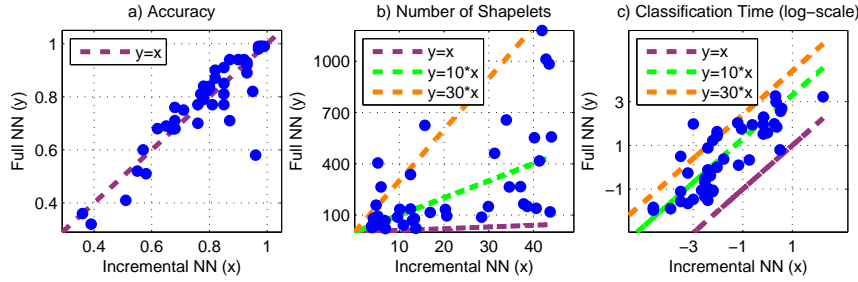 a) Accuracy
y=x
1
0.8
0.6
0.4
0.4
0.6
0.8
1
Full NN (y)
Incremental NN (x)
b) Number of Shapelets
y=x
y=10*x
y=30*x
1000
700
400
100
10
20
30
40
Full NN (y)
Incremental NN (x)
c) Classification Time (log−scale)
y=x
y=10*x
y=30*x
3
1
−1
−3
−1
1
Full NN (y)
Incremental NN (x)